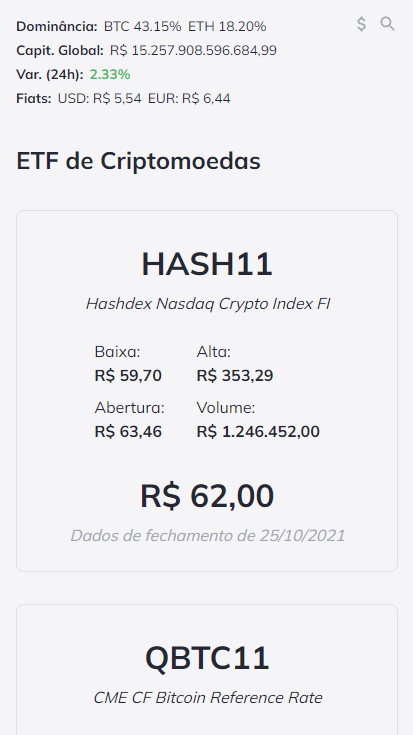 Dominância: BTC 43.15% ETH 18.20%
Capit. Global: R$ 15.257.908.596.684,99
Var. (24h): 2.33%
Fiats: USD: R$ 5,54 EUR: R$ 6,44
ETF de Criptomoedas
HASH11
Hashdex Nasdaq Crypto Index FI
Baixa: Alta:
R$ 59,70 R$ 353,29
Abertura: Volume:
R$ 63,46 R$ 1.246.452,00
R$ 62,00
Dados de fechamento de 25/10/2021
QBTC11
CME CF Bitcoin Reference Rate